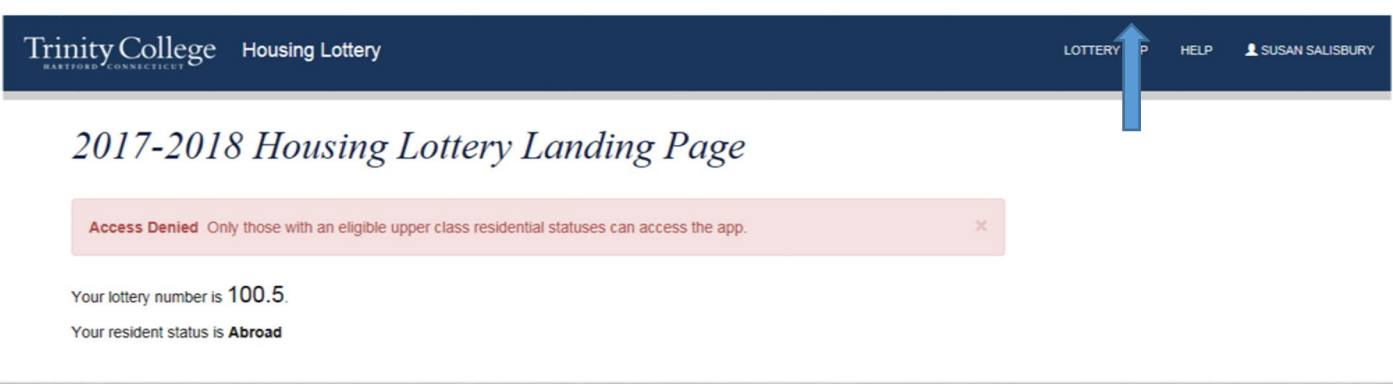 Trinity College Housing Lottery LOTTERY P HELP SUSAN SALISBURY
HARTFORD CONNECTICUT
2017-2018 Housing Lottery Landing Page
Access Denied Only those with an eligible upper class residential statuses can access the app. ×
Your lottery number is 100.5.
Your resident status is Abroad